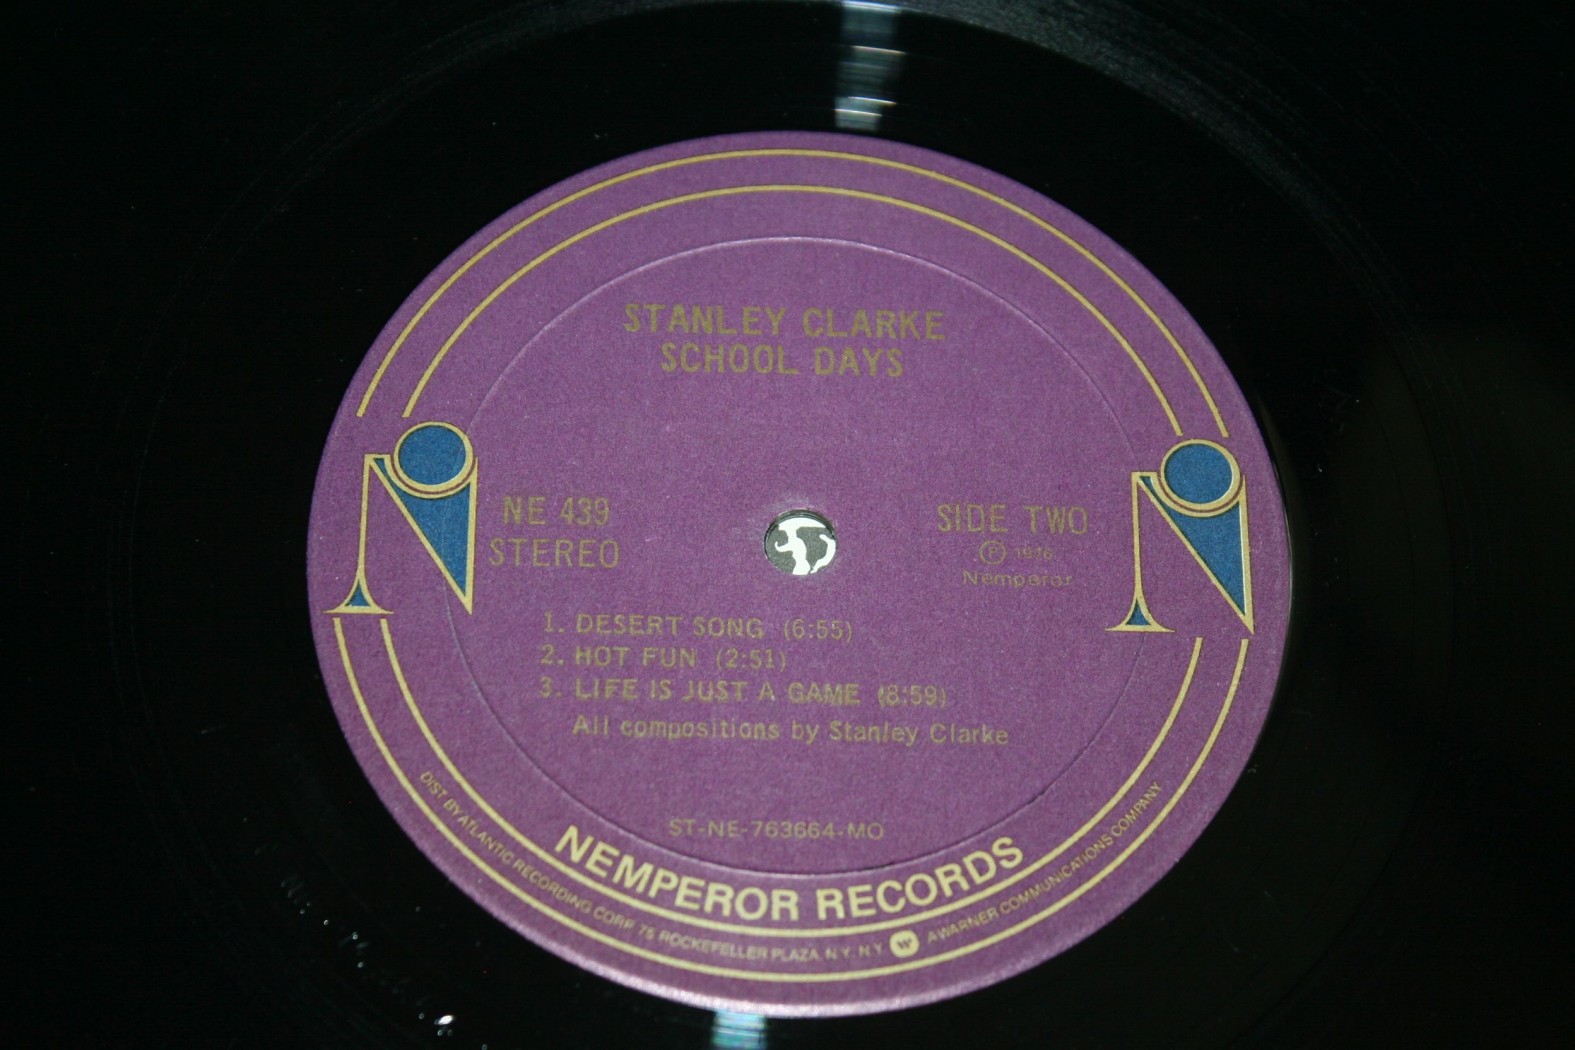 STANLEY CLARKE
SCHOOL DAYS
NE 439
STEREO
SIDE TWO
Ⓟ 1976
Nemperor
1. DESERT SONG (6:55)
2. HOT FUN (2:51)
3. LIFE IS JUST A GAME (8:59)
All compositions by Stanley Clarke
ST-NE-763664-MO
NEMPEROR RECORDS
DIST BY ATLANTIC RECORDING CORP. 75 ROCKEFELLER PLAZA, N.Y. N.Y. W A WARNER COMMUNICATIONS COMPANY